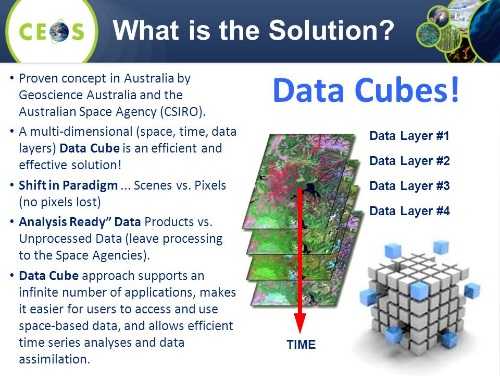 CEOS
What is the Solution?
• Proven concept in Australia by
Geoscience Australia and the
Australian Space Agency (CSIRO).
• A multi-dimensional (space, time, data
layers) Data Cube is an efficient and
effective solution!
• Shift in Paradigm ... Scenes vs. Pixels
(no pixels lost)
• Analysis Ready” Data Products vs.
Unprocessed Data (leave processing
to the Space Agencies).
• Data Cube approach supports an
infinite number of applications, makes
it easier for users to access and use
space-based data, and allows efficient
time series analyses and data
assimilation.
Data Cubes!
Data Layer #1
Data Layer #2
Data Layer #3
Data Layer #4
TIME